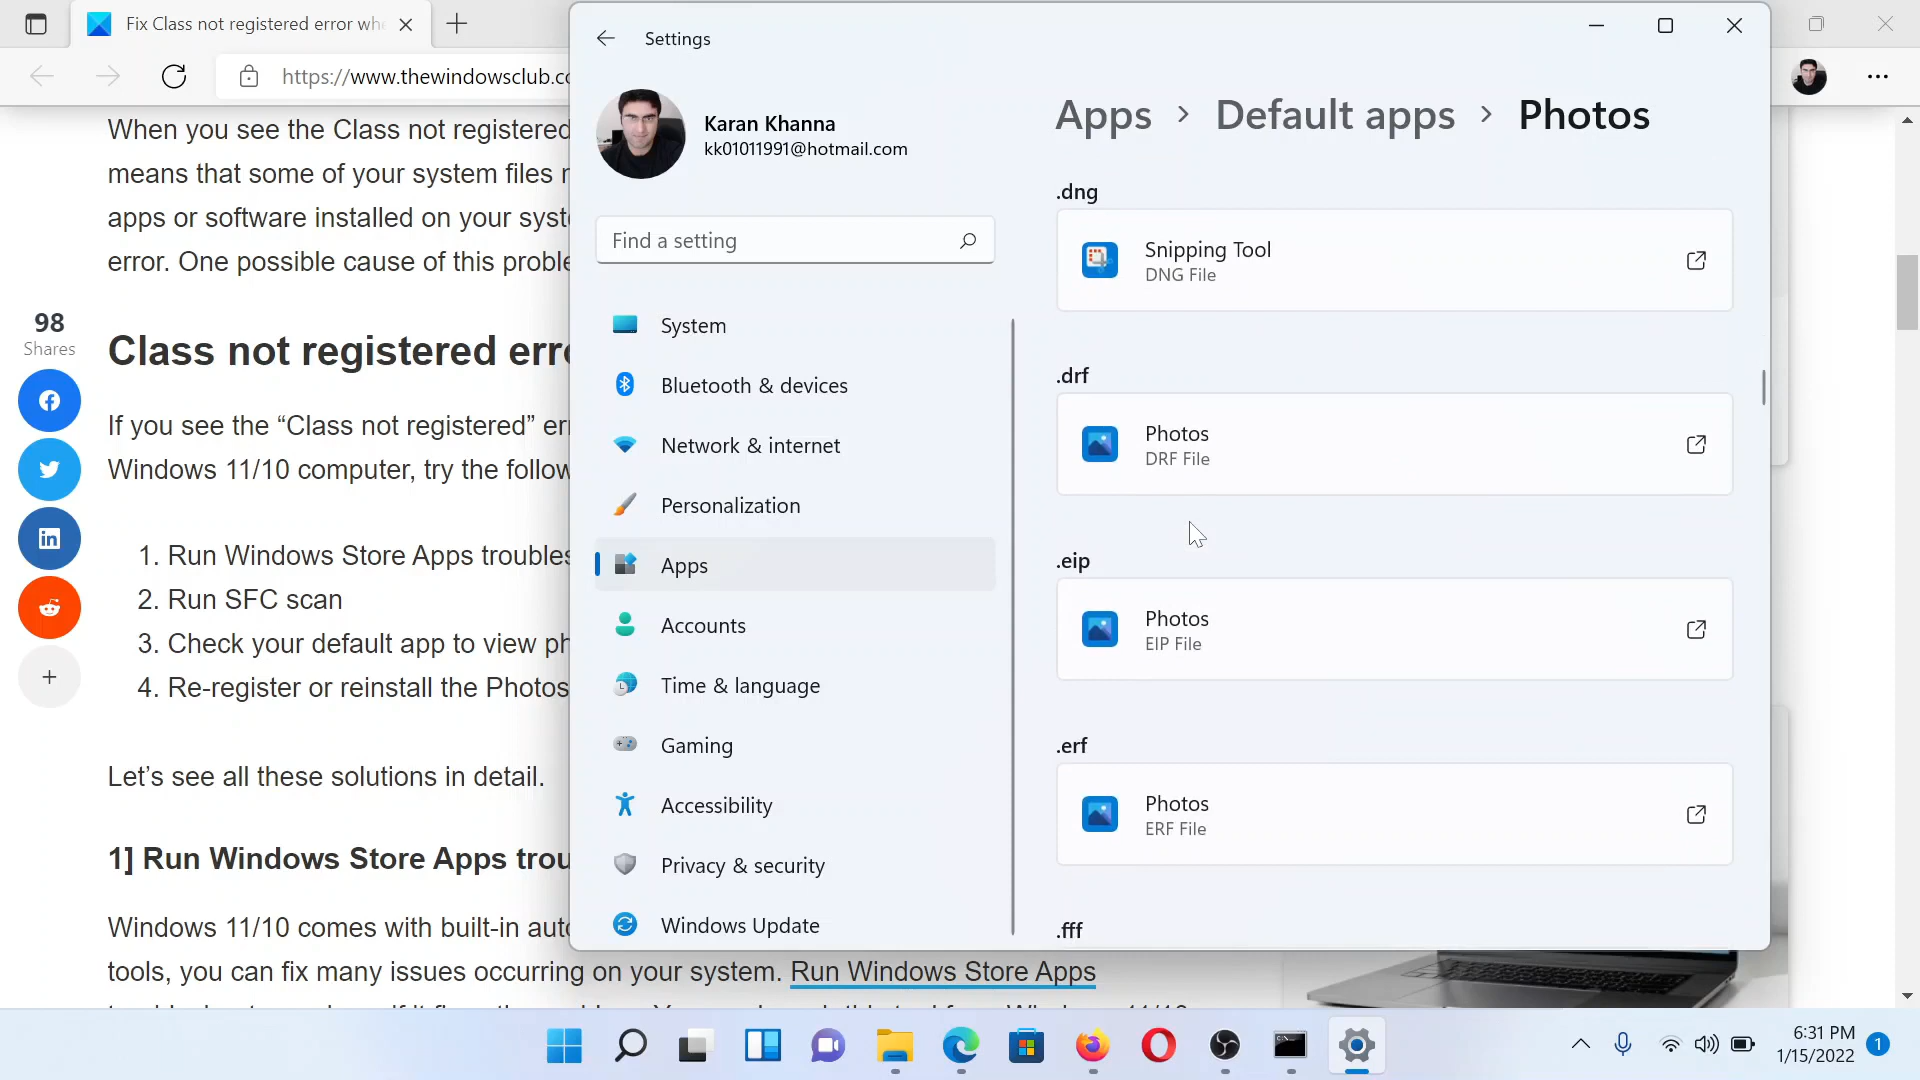 Fix Class not registered error whe
https://www.thewindowsclub.co
When you see the Class not registered
means that some of your system files
apps or software installed on your syst
error. One possible cause of this proble
98
Shares
Class not registered erro
If you see the “Class not registered” er
Windows 11/10 computer, try the follow
1. Run Windows Store Apps troubles
2. Run SFC scan
3. Check your default app to view ph
4. Re-register or reinstall the Photos
Let’s see all these solutions in detail.
1] Run Windows Store Apps trou
Windows 11/10 comes with built-in auto
tools, you can fix many issues occurring on your system. Run Windows Store Apps
Settings
Karan Khanna
kk01011991@hotmail.com
Find a setting
System
Bluetooth & devices
Network & internet
Personalization
Apps
Accounts
Time & language
Gaming
Accessibility
Privacy & security
Windows Update
Apps > Default apps > Photos
.dng
Snipping Tool
DNG File
.drf
Photos
DRF File
.eip
Photos
EIP File
.erf
Photos
ERF File
.fff
6:31 PM
1/15/2022
1